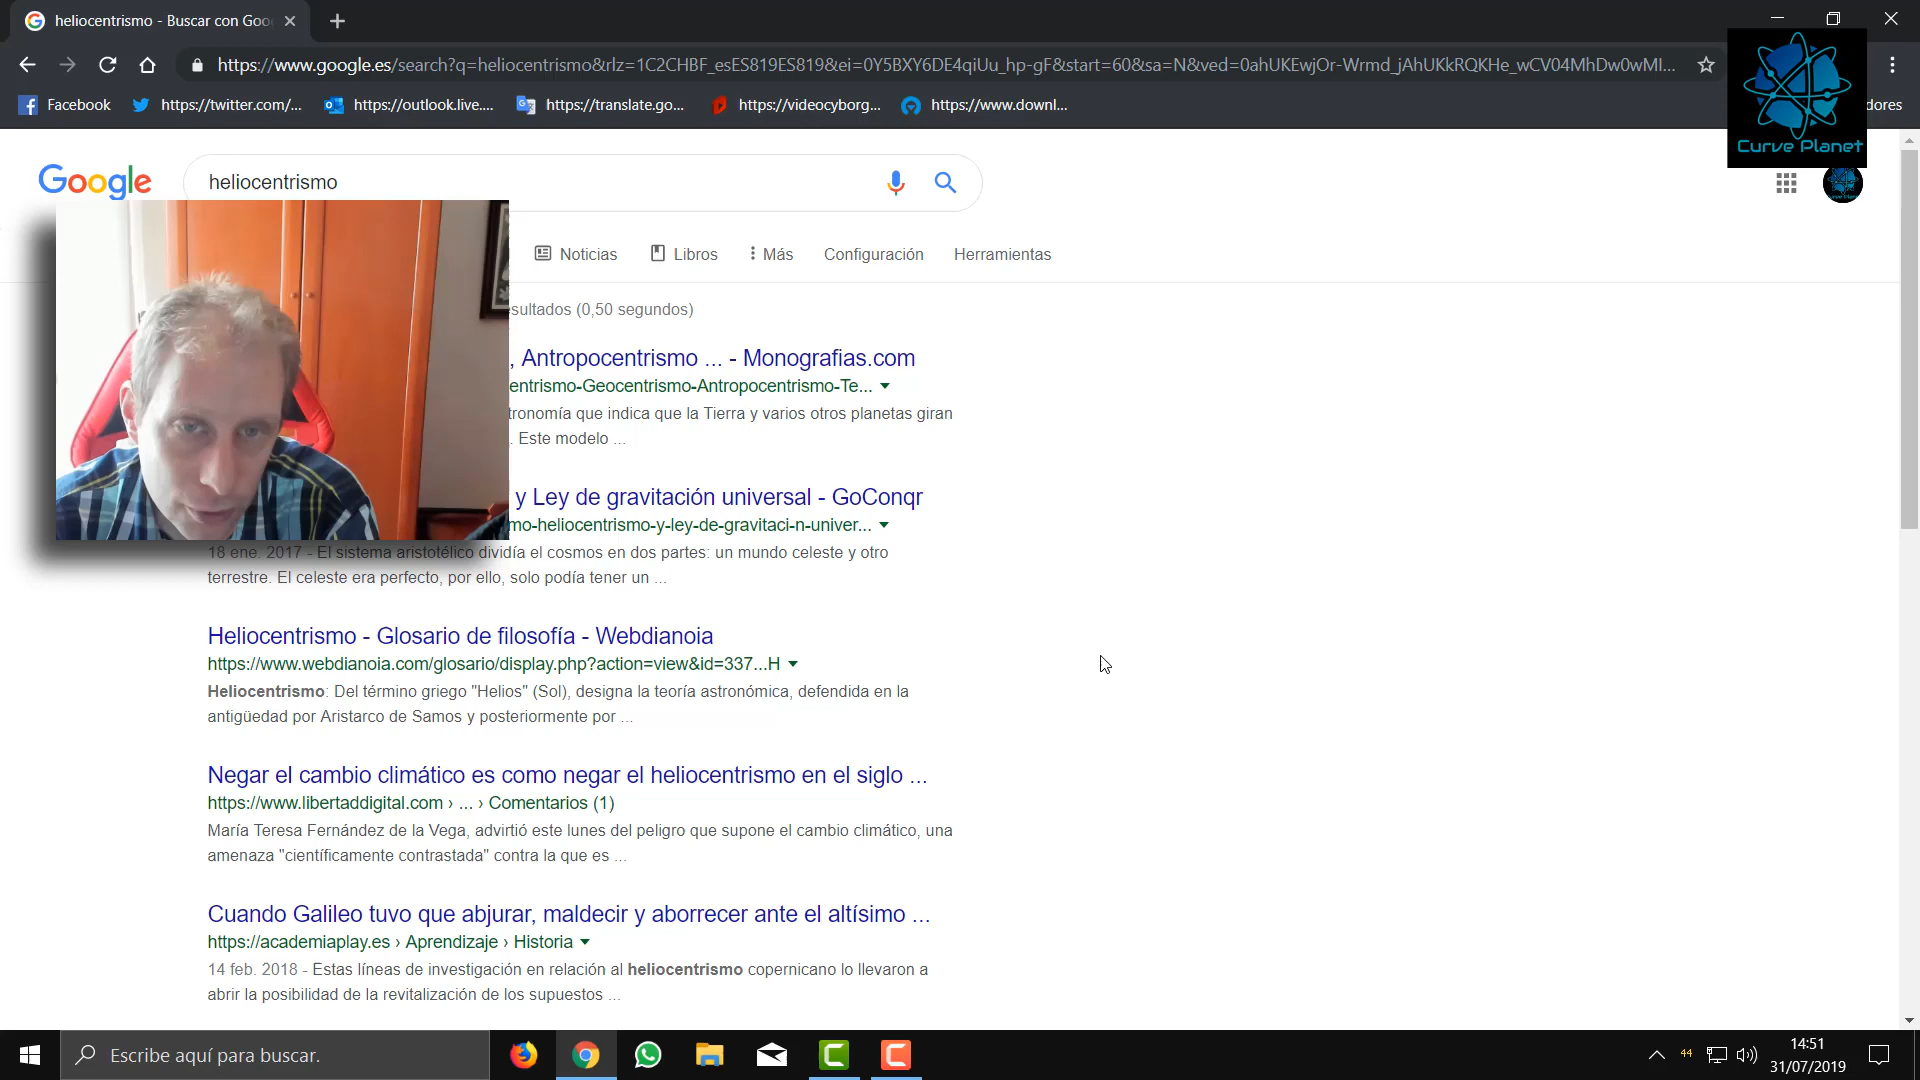 heliocentrismo - Buscar con Goo
https://www.google.es/search?q=heliocentrismo&rlz=1C2CHBF_esES819ES819&ei=0Y5BXY6DE4qiUu_hp-gF&start=60&sa=N&ved=0ahUKEwjOr-Wrmd_jAhUKkRQKHe_wCV04MhDw0wMI...
Facebook
https://twitter.com/...
https://outlook.live....
https://translate.go...
https://videocyborg...
https://www.downl...
dores
Curve Planet
Google
heliocentrismo
Noticias
Libros
Más
Configuración
Herramientas
esultados (0,50 segundos)
, Antropocentrismo ... - Monografias.com
entrismo-Geocentrismo-Antropocentrismo-Te...
tronomía que indica que la Tierra y varios otros planetas giran
. Este modelo ...
y Ley de gravitación universal - GoConqr
mo-heliocentrismo-y-ley-de-gravitaci-n-univer...
18 ene. 2017 - El sistema aristotélico dividía el cosmos en dos partes: un mundo celeste y otro
terrestre. El celeste era perfecto, por ello, solo podía tener un ...
Heliocentrismo - Glosario de filosofía - Webdianoia
https://www.webdianoia.com/glosario/display.php?action=view&id=337...H
Heliocentrismo: Del término griego "Helios" (Sol), designa la teoría astronómica, defendida en la
antigüedad por Aristarco de Samos y posteriormente por ...
Negar el cambio climático es como negar el heliocentrismo en el siglo ...
https://www.libertaddigital.com › ... › Comentarios (1)
María Teresa Fernández de la Vega, advirtió este lunes del peligro que supone el cambio climático, una
amenaza "científicamente contrastada" contra la que es ...
Cuando Galileo tuvo que abjurar, maldecir y aborrecer ante el altísimo ...
https://academiaplay.es › Aprendizaje › Historia
14 feb. 2018 - Estas líneas de investigación en relación al heliocentrismo copernicano lo llevaron a
abrir la posibilidad de la revitalización de los supuestos ...
Escribe aquí para buscar.
44
14:51
31/07/2019